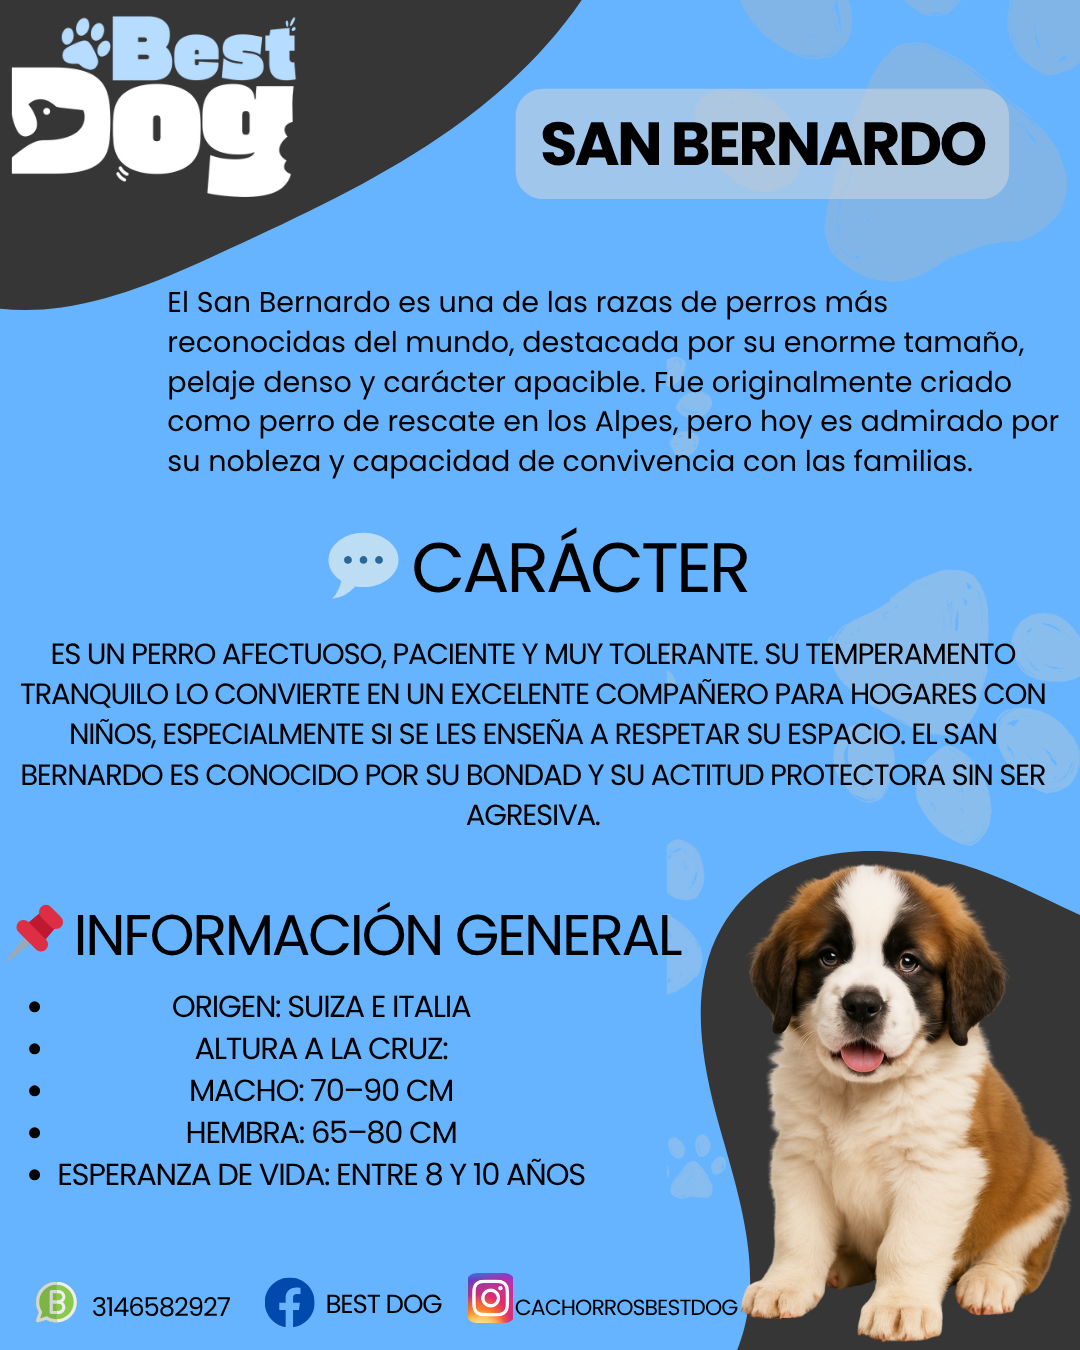 Best
Dog
SAN BERNARDO
El San Bernardo es una de las razas de perros más
reconocidas del mundo, destacada por su enorme tamaño,
pelaje denso y carácter apacible. Fue originalmente criado
como perro de rescate en los Alpes, pero hoy es admirado por
su nobleza y capacidad de convivencia con las familias.
CARÁCTER
ES UN PERRO AFECTUOSO, PACIENTE Y MUY TOLERANTE. SU TEMPERAMENTO
TRANQUILO LO CONVIERTE EN UN EXCELENTE COMPAÑERO PARA HOGARES CON
NIÑOS, ESPECIALMENTE SI SE LES ENSEÑA A RESPETAR SU ESPACIO. EL SAN
BERNARDO ES CONOCIDO POR SU BONDAD Y SU ACTITUD PROTECTORA SIN SER
AGRESIVA.
INFORMACIÓN GENERAL
• ORIGEN: SUIZA E ITALIA
• ALTURA A LA CRUZ:
• MACHO: 70–90 CM
• HEMBRA: 65–80 CM
• ESPERANZA DE VIDA: ENTRE 8 Y 10 AÑOS
B 3146582927 BEST DOG CACHORROSBESTDOG